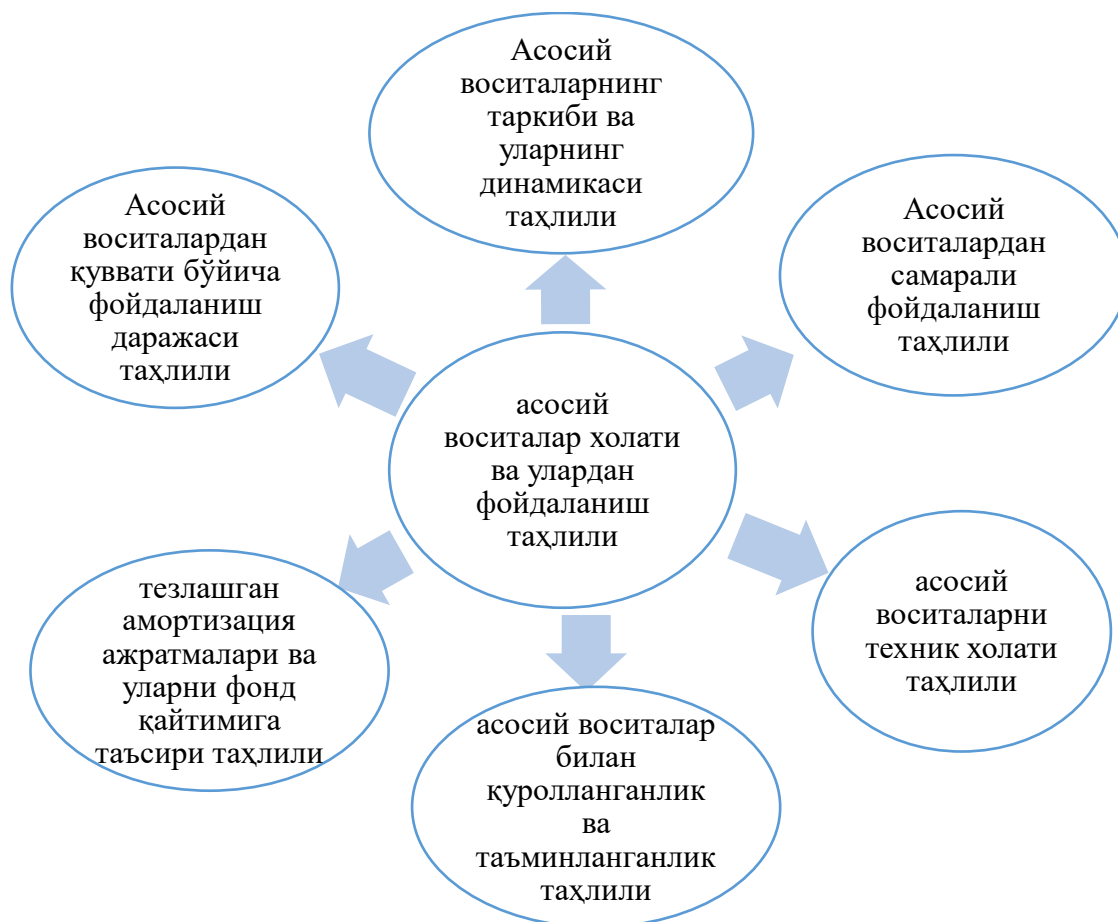 Асосий
воситаларнинг
таркиби ва
уларнинг
динамикаси
таҳлили
Асосий
воситалардан
қуввати бўйича
фойдаланиш
даражаси
таҳлили
Асосий
воситалардан
самарали
фойдаланиш
таҳлили
асосий
воситалар холати
ва улардан
фойдаланиш
таҳлили
тезлашган
амортизация
ажратмалари ва
уларни фонд
қайтимига
таъсири таҳлили
асосий
воситаларни
техник холати
таҳлили
асосий воситалар
билан
қуролланганлик
ва
таъминланганлик
таҳлили